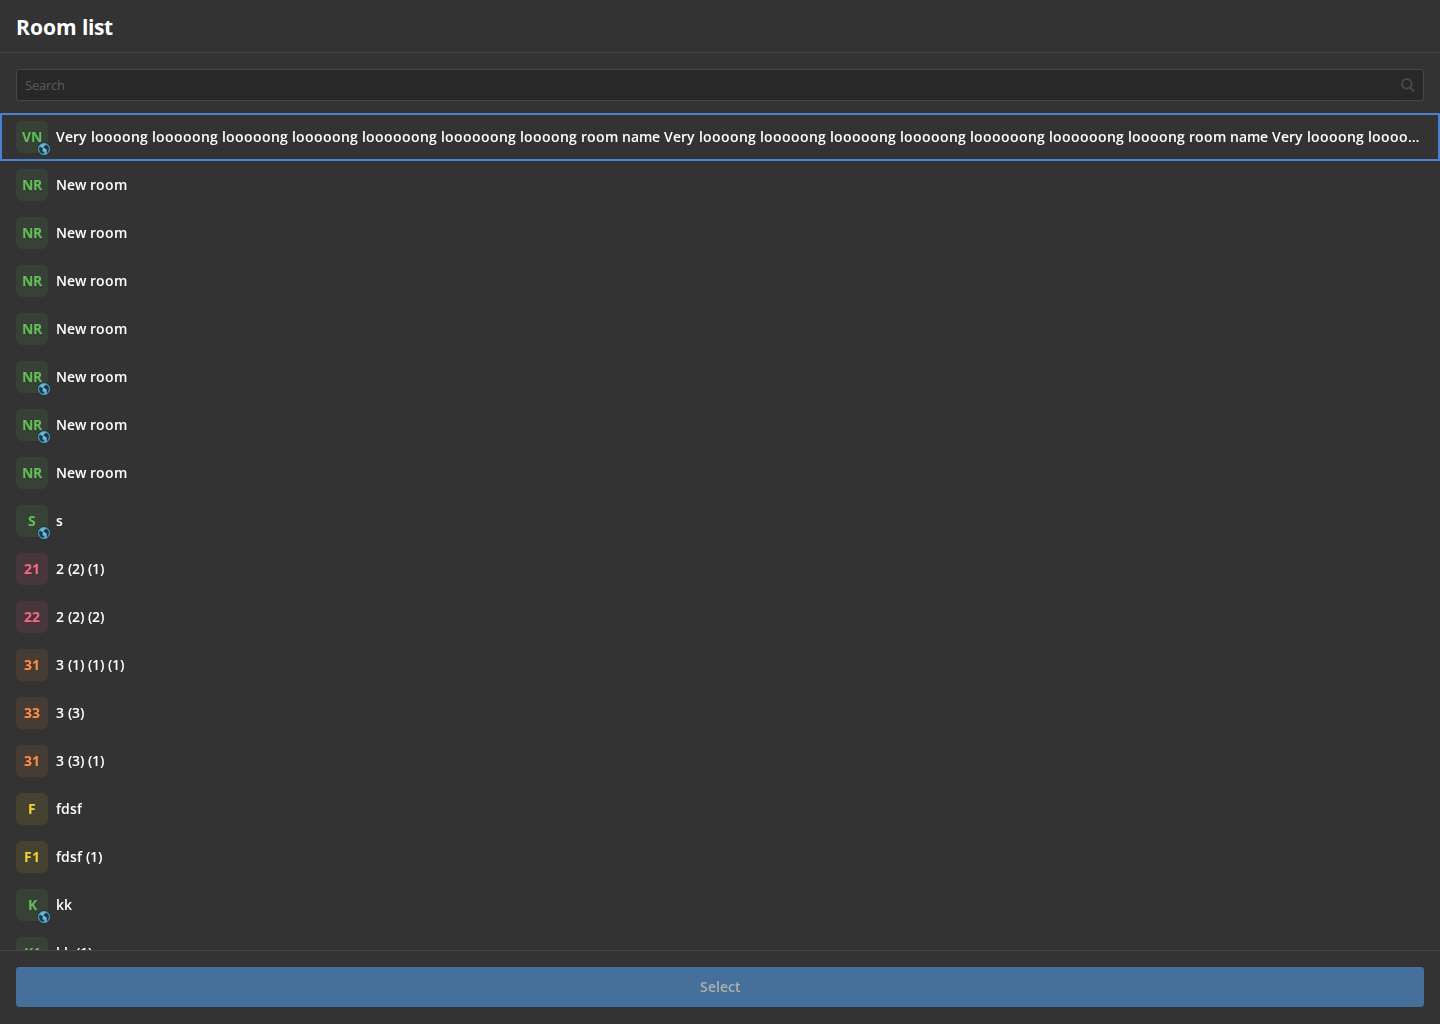 Room list
Search
VN Very loooong looooong looooong looooong loooooong loooooong loooong room name Very loooong looooong looooong looooong loooooong loooooong loooong room name Very loooong loooo...
NR New room
NR New room
NR New room
NR New room
NR New room
NR New room
NR New room
S s
21 2 (2) (1)
22 2 (2) (2)
31 3 (1) (1) (1)
33 3 (3)
31 3 (3) (1)
F fdsf
F1 fdsf (1)
K kk
Select